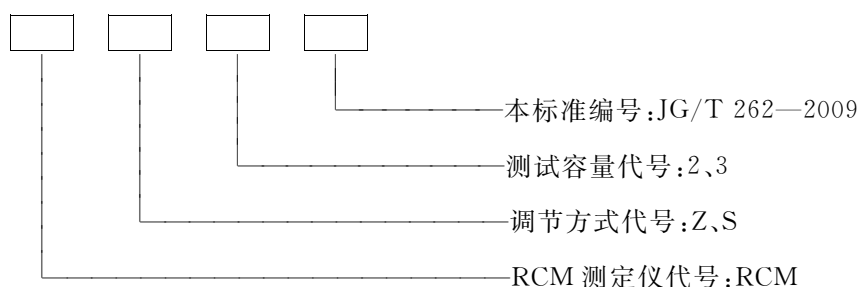 本标准编号:JG/T 262—2009
测试容量代号:2、3
调节方式代号:Z、S
RCM 测定仪代号:RCM